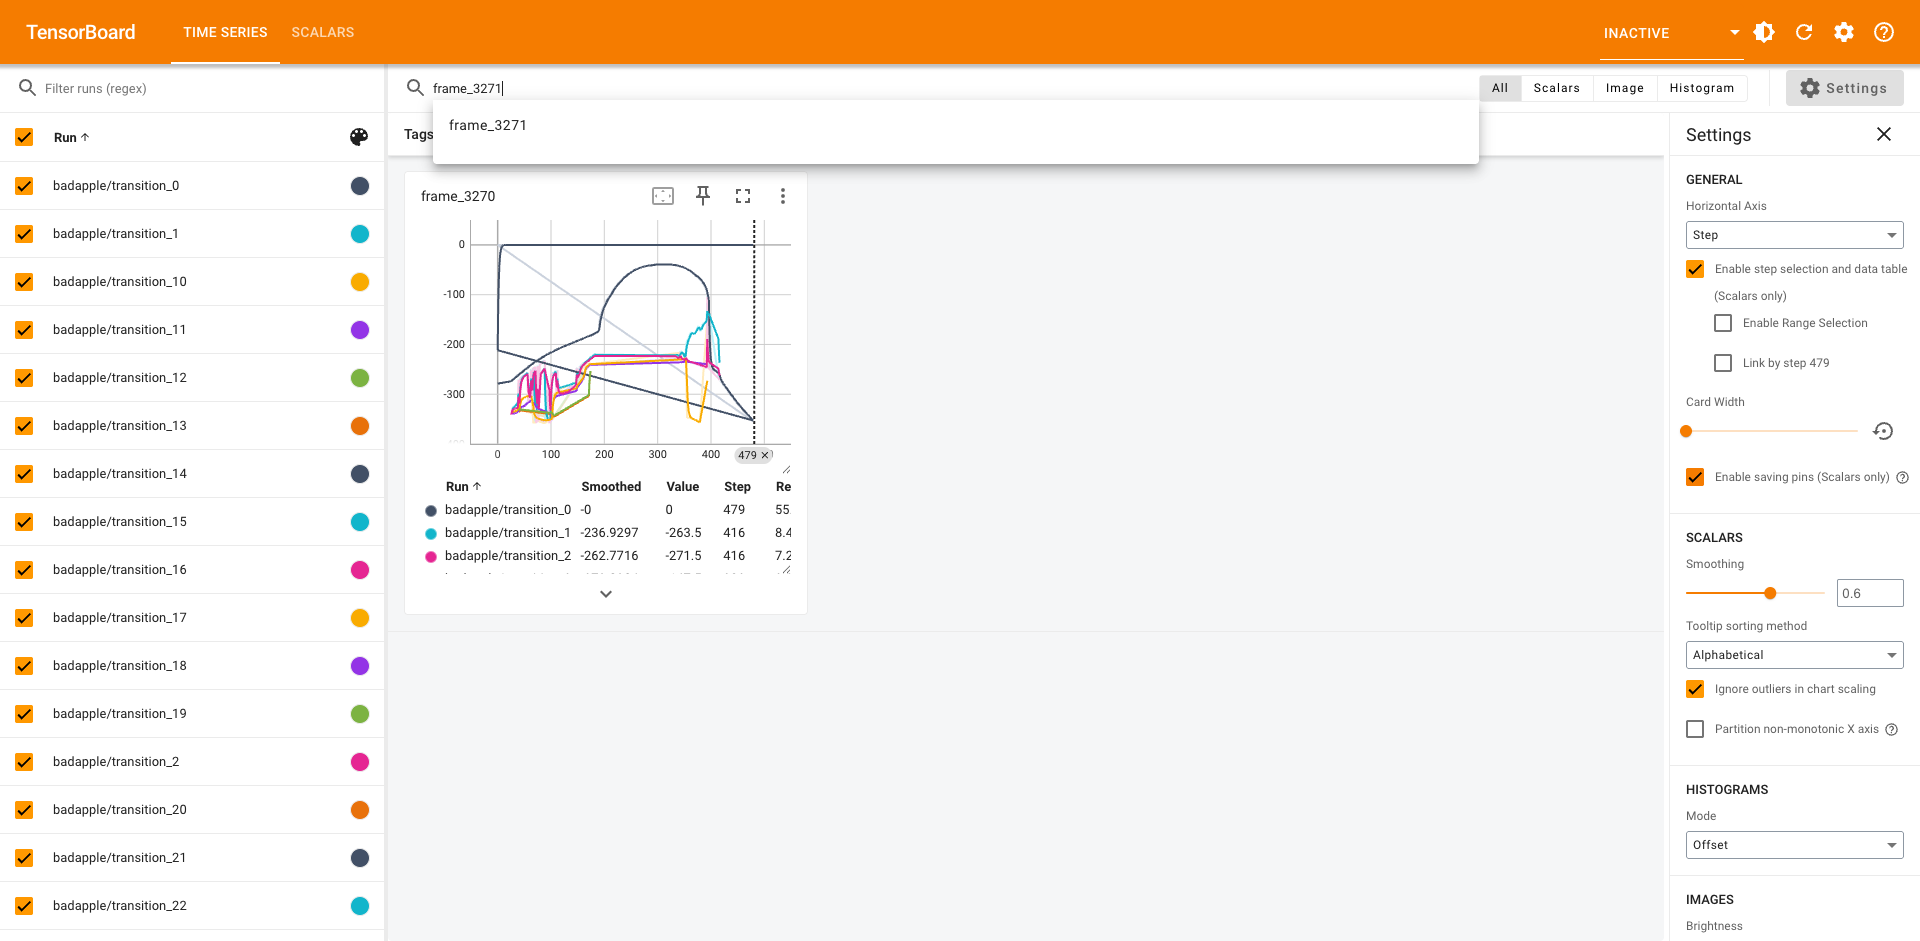 TensorBoard
TIME SERIES
SCALARS
INACTIVE
Filter runs (regex)
frame_3271
All
Scalars
Image
Histogram
Settings
Run
Tags
frame_3271
Settings
badapple/transition_0
badapple/transition_1
badapple/transition_10
badapple/transition_11
badapple/transition_12
badapple/transition_13
badapple/transition_14
badapple/transition_15
badapple/transition_16
badapple/transition_17
badapple/transition_18
badapple/transition_19
badapple/transition_2
badapple/transition_20
badapple/transition_21
badapple/transition_22
frame_3270
0
-100
-200
-300
0
100
200
300
400
479
Run Smoothed Value Step Re
badapple/transition_0 -0 0 479 55.
badapple/transition_1 -236.9297 -263.5 416 8.4
badapple/transition_2 -262.7716 -271.5 416 7.2
GENERAL
Horizontal Axis
Step
Enable step selection and data table
(Scalars only)
Enable Range Selection
Link by step 479
Card Width
Enable saving pins (Scalars only)
SCALARS
Smoothing
0.6
Tooltip sorting method
Alphabetical
Ignore outliers in chart scaling
Partition non-monotonic X axis
HISTOGRAMS
Mode
Offset
IMAGES
Brightness